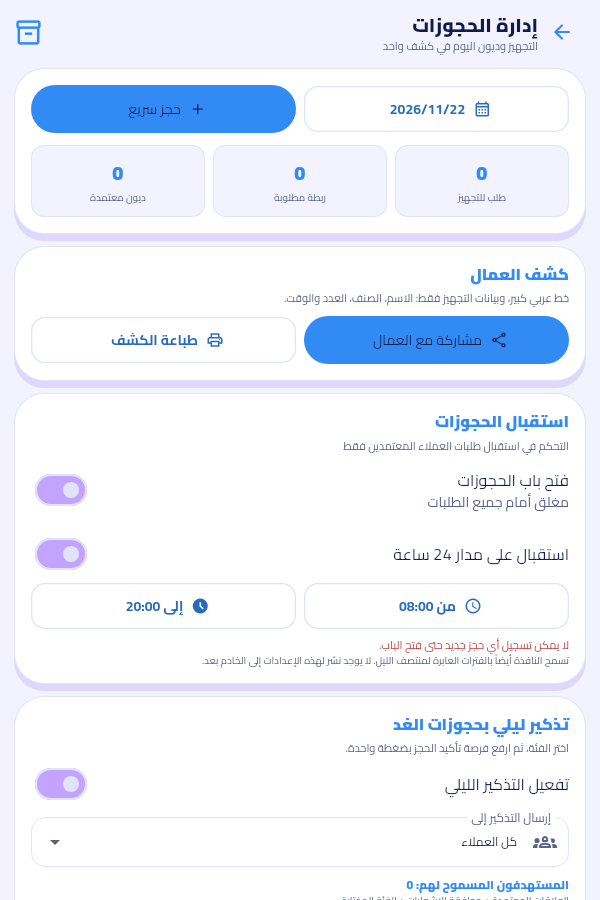 إدارة الحجوزات
التجهيز وديون اليوم في كشف واحد
2026/11/22
حجز سريع
0
طلب للتجهيز
0
ربطة مطلوبة
0
ديون معتمدة
كشف العمال
خط عربي كبير، وبيانات التجهيز فقط: الاسم، الصنف، العدد والوقت.
مشاركة مع العمال
طباعة الكشف
استقبال الحجوزات
التحكم في استقبال طلبات العملاء المعتمدين فقط
فتح باب الحجوزات
مغلق أمام جميع الطلبات
استقبال على مدار 24 ساعة
من 08:00
إلى 20:00
لا يمكن تسجيل أي حجز جديد حتى فتح الباب.
تسمح النافذة أيضاً بالفترات العابرة لمنتصف الليل. لا يوجد نشر لهذه الإعدادات إلى الخادم بعد.
تذكير ليلي بحجوزات الغد
اختر الفئة، ثم ارفع فرصة تأكيد الحجز بضغطة واحدة.
تفعيل التذكير الليلي
إرسال التذكير إلى
كل العملاء
المستهدفون المسموح لهم: 0